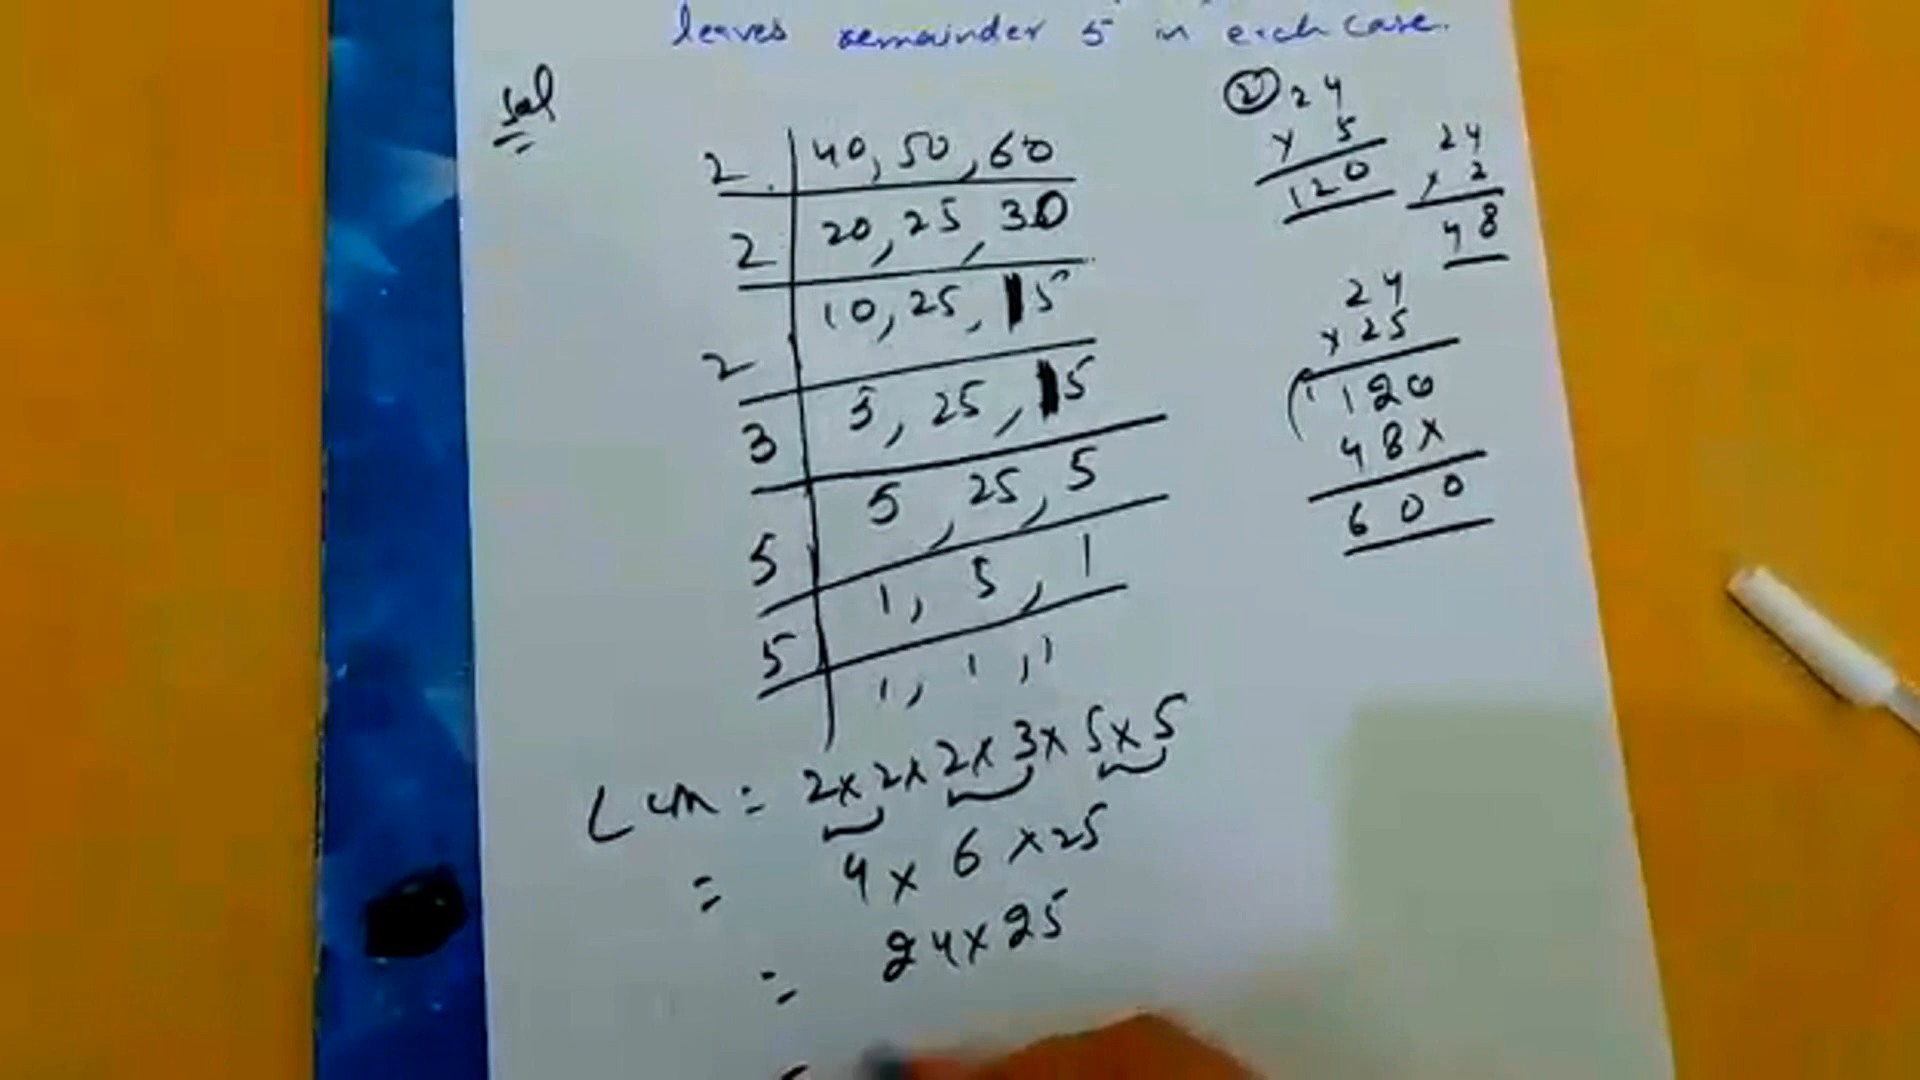 leaves remainder 5 in each case.
Sol
2 | 40, 50, 60
2 | 20, 25, 30
2 | 10, 25, 15
3 | 5, 25, 15
5 | 5, 25, 5
5 | 1, 5, 1
1, 1, 1
Lcm = 2x2x2x3x5x5
= 4 x 6 x25
= 24x25
② 24
x 5
120
24
x 2
48
24
x 25
120
48x
600